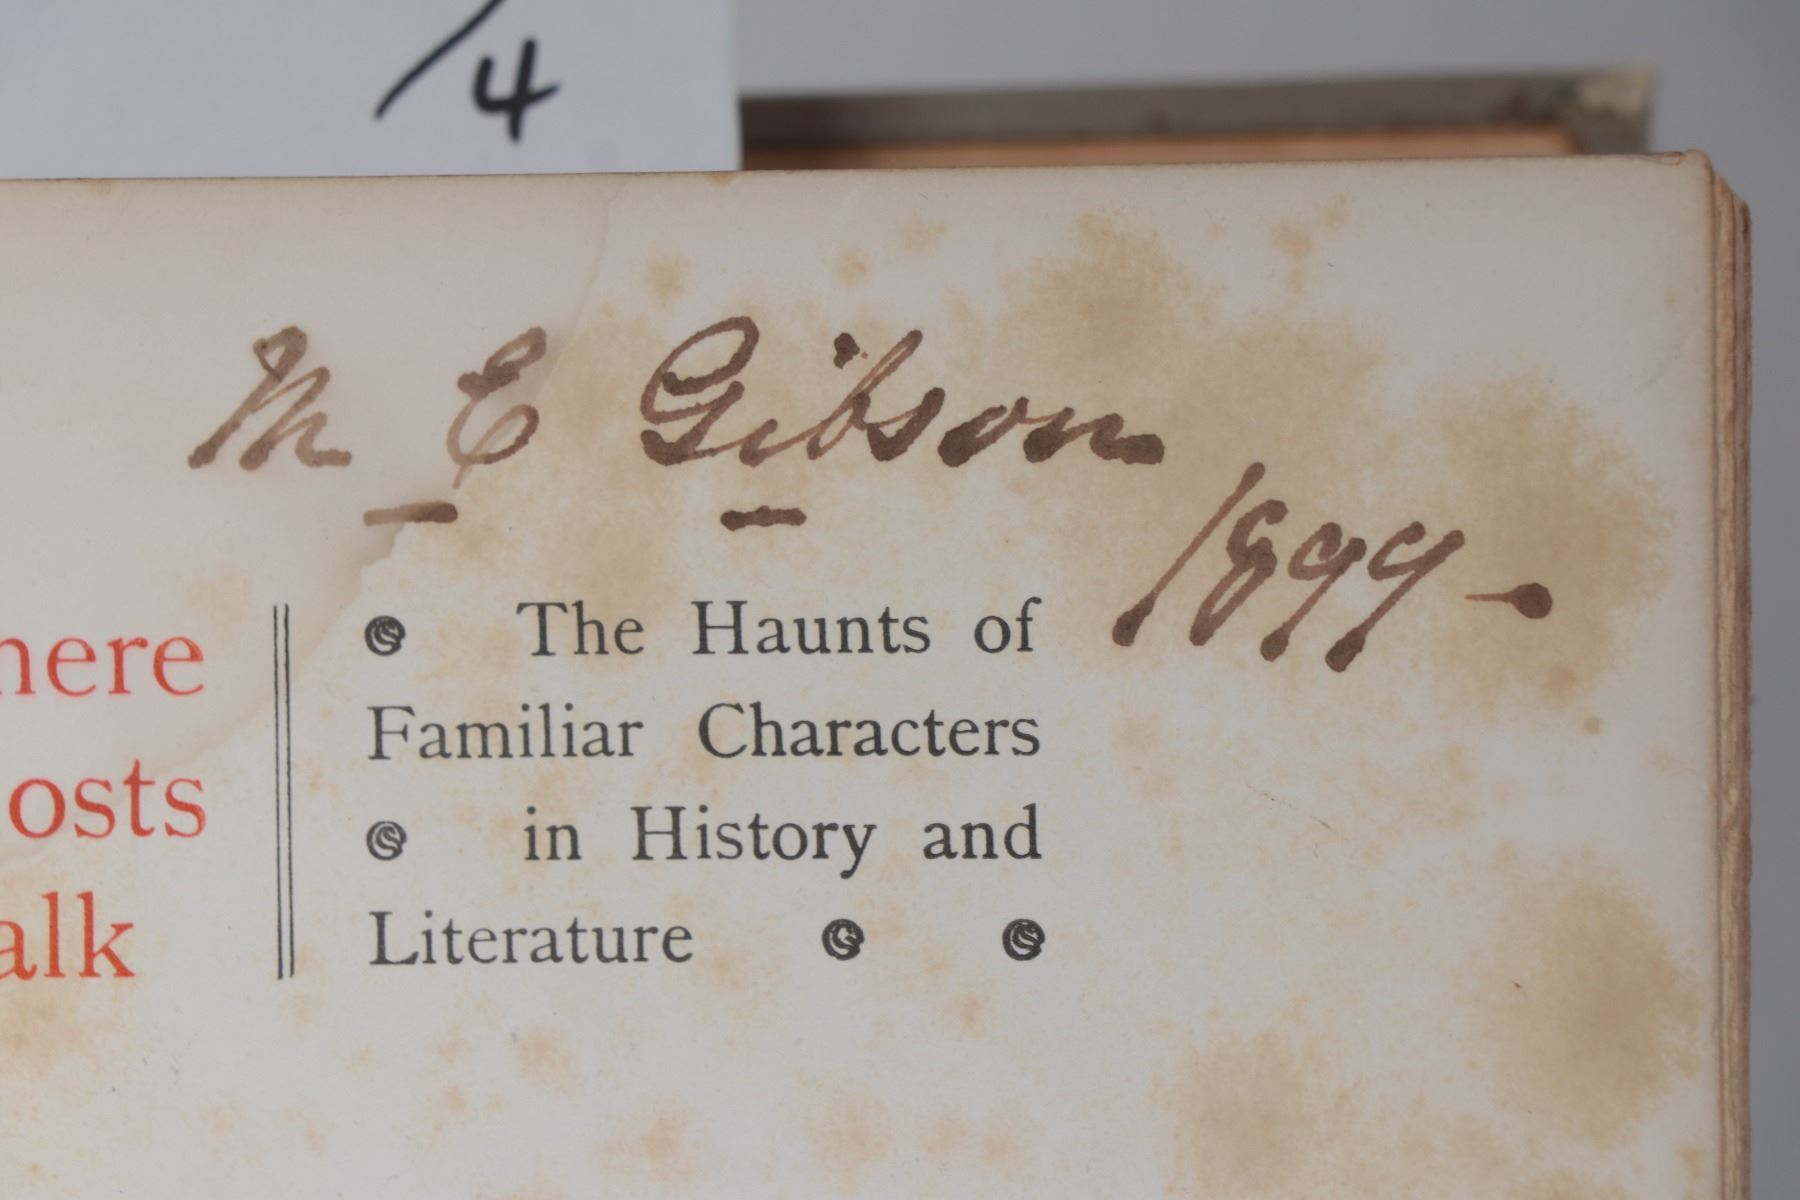 /4
M E Gibson
1899-
here
osts
alk
The Haunts of
Familiar Characters
in History and
Literature